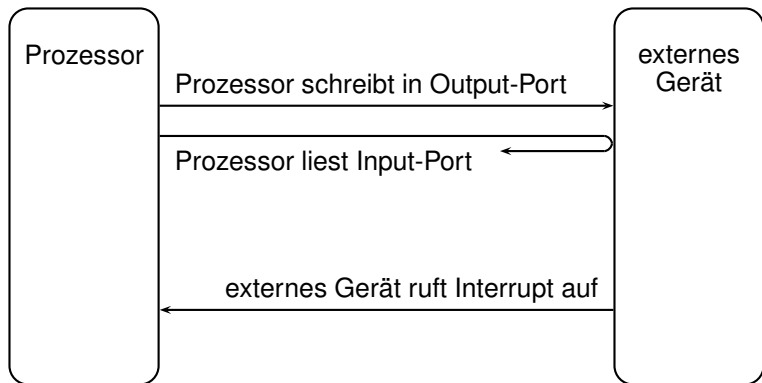 Prozessor
externes
Gerät
Prozessor schreibt in Output-Port
Prozessor liest Input-Port
externes Gerät ruft Interrupt auf